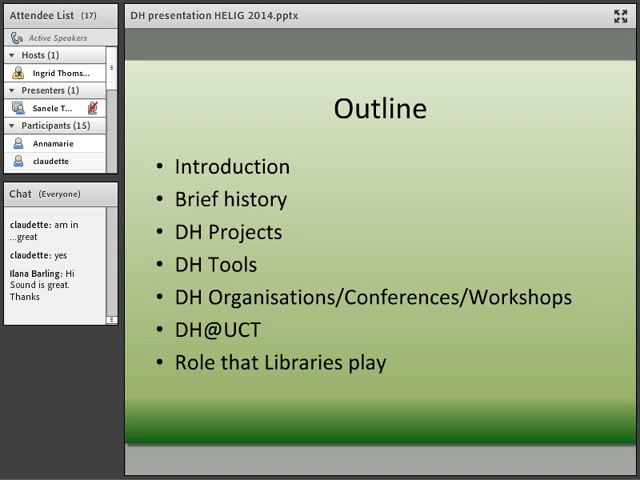 Attendee List (17)
Active Speakers
Hosts (1)
Ingrid Thoms...
Presenters (1)
Sanele T...
Participants (15)
Annamarie
claudette
Chat (Everyone)
claudette: am in
...great
claudette: yes
Ilana Barling: Hi
Sound is great.
Thanks
DH presentation HELIG 2014.pptx
Outline
• Introduction
• Brief history
• DH Projects
• DH Tools
• DH Organisations/Conferences/Workshops
• DH@UCT
• Role that Libraries play